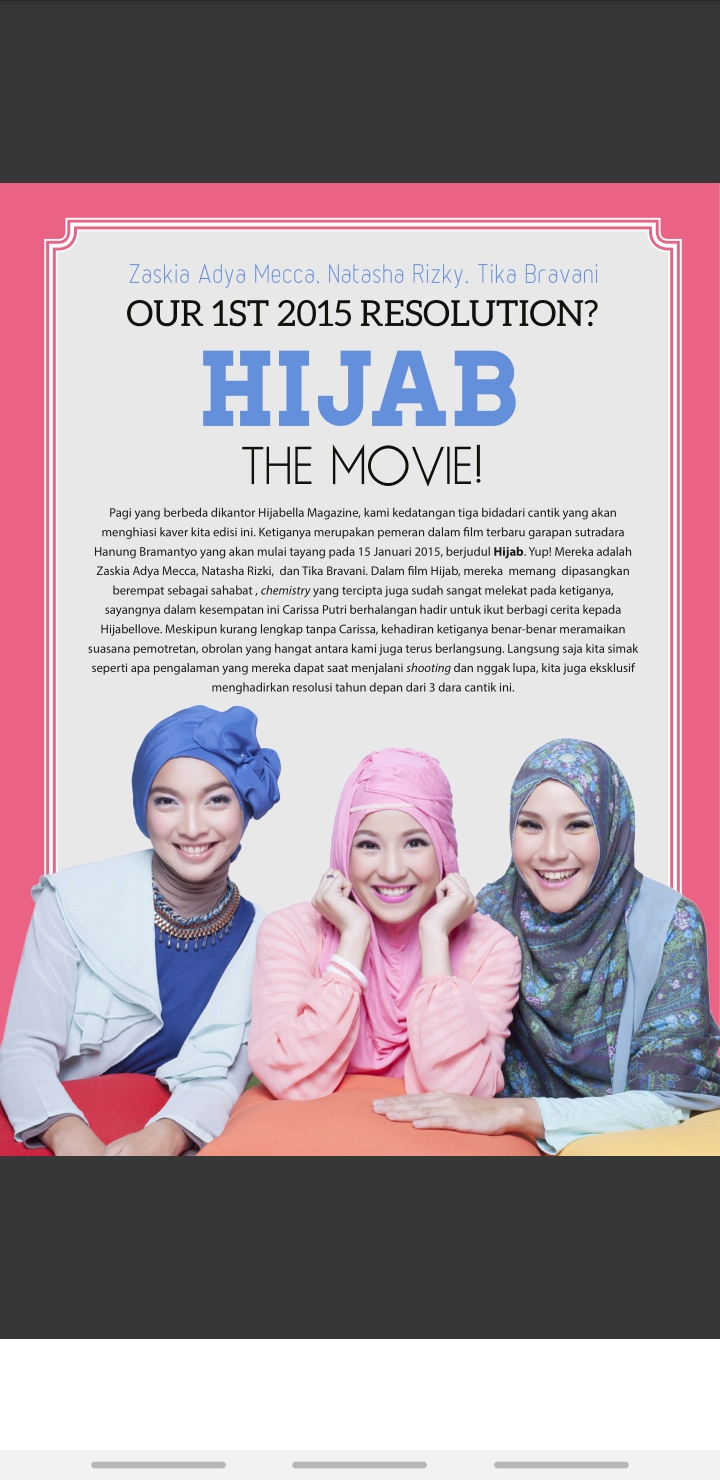 Zaskia Adya Mecca, Natasha Rizky, Tika Bravani
OUR 1ST 2015 RESOLUTION?
HIJAB
THE MOVIE!
Pagi yang berbeda dikantor Hijabella Magazine, kami kedatangan tiga bidadari cantik yang akan
menghiasi kaver kita edisi ini. Ketiganya merupakan pemeran dalam film terbaru garapan sutradara
Hanung Bramantyo yang akan mulai tayang pada 15 Januari 2015, berjudul Hijab. Yup! Mereka adalah
Zaskia Adya Mecca, Natasha Rizki, dan Tika Bravani. Dalam film Hijab, mereka memang dipasangkan
berempat sebagai sahabat , chemistry yang tercipta juga sudah sangat melekat pada ketiganya,
sayangnya dalam kesempatan ini Carissa Putri berhalangan hadir untuk ikut berbagi cerita kepada
Hijabellove. Meskipun kurang lengkap tanpa Carissa, kehadiran ketiganya benar-benar meramaikan
suasana pemotretan, obrolan yang hangat antara kami juga terus berlangsung. Langsung saja kita simak
seperti apa pengalaman yang mereka dapat saat menjalani shooting dan nggak lupa, kita juga eksklusif
menghadirkan resolusi tahun depan dari 3 dara cantik ini.